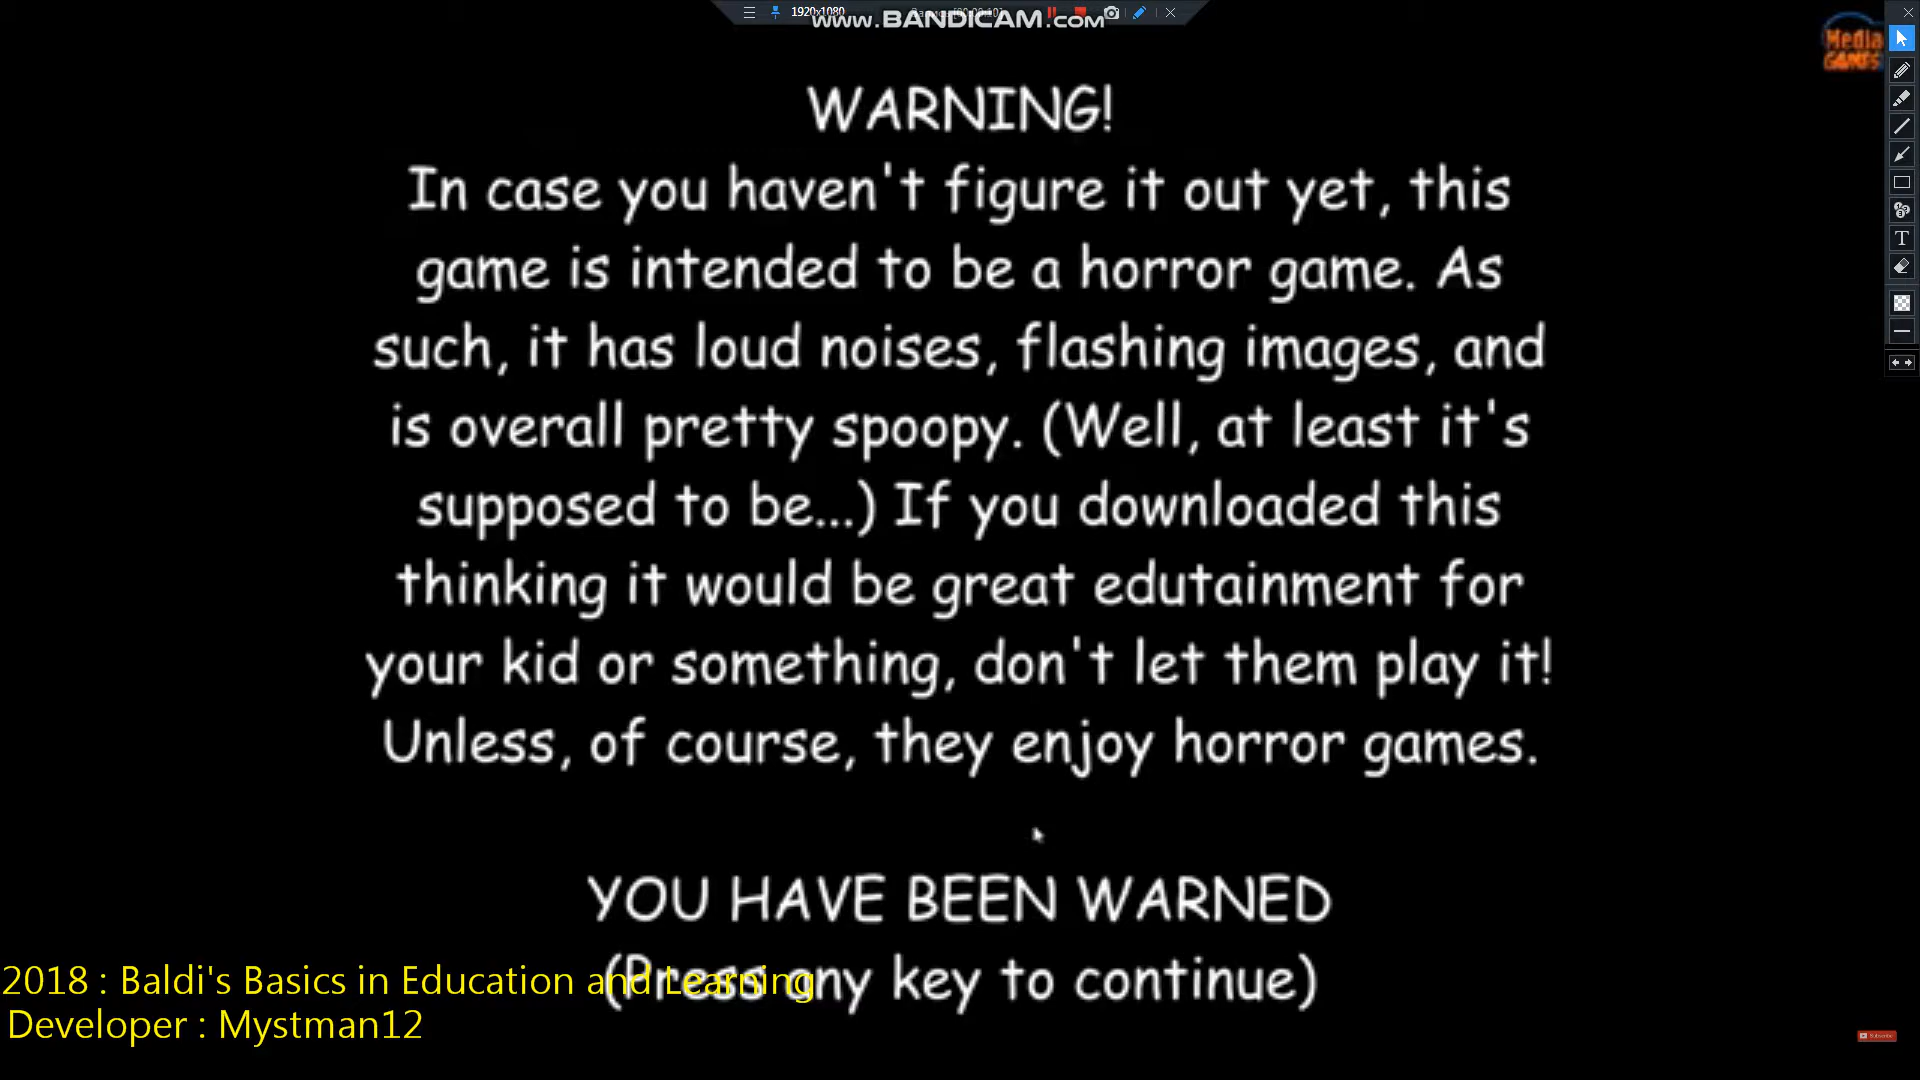 1920x1080
www.BANDICAM.com
Media
GAMES
WARNING!
In case you haven't figure it out yet, this
game is intended to be a horror game. As
such, it has loud noises, flashing images, and
is overall pretty spoopy. (Well, at least it's
supposed to be...) If you downloaded this
thinking it would be great edutainment for
your kid or something, don't let them play it!
Unless, of course, they enjoy horror games.
YOU HAVE BEEN WARNED
(Press any key to continue)
2018 : Baldi's Basics in Education and Learning
Developer : Mystman12